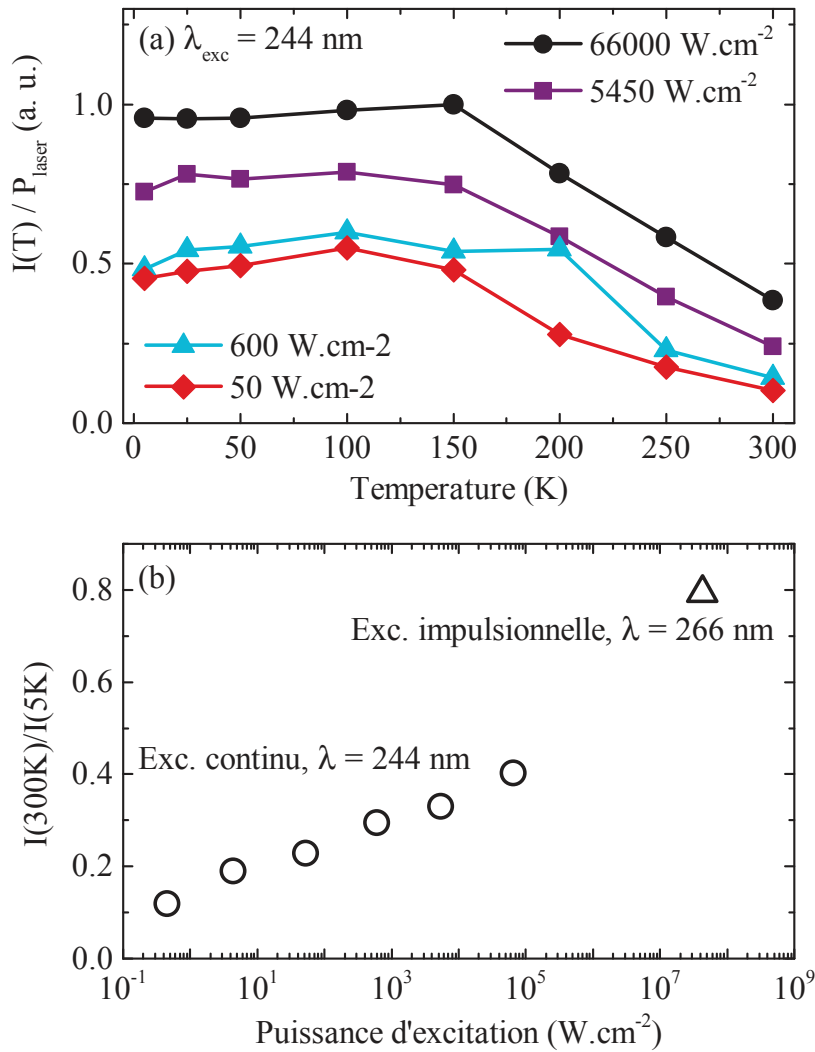 (a) λexc = 244 nm
66000 W.cm-2
5450 W.cm-2
1.0
0.5
0.0
I(T) / Plaser (a. u.)
600 W.cm-2
50 W.cm-2
0 50 100 150 200 250 300
Temperature (K)
(b)
0.8
0.6
0.4
0.2
0.0
I(300K)/I(5K)
Exc. impulsionnelle, λ = 266 nm
Exc. continu, λ = 244 nm
10-1 101 103 105 107 109
Puissance d'excitation (W.cm-2)